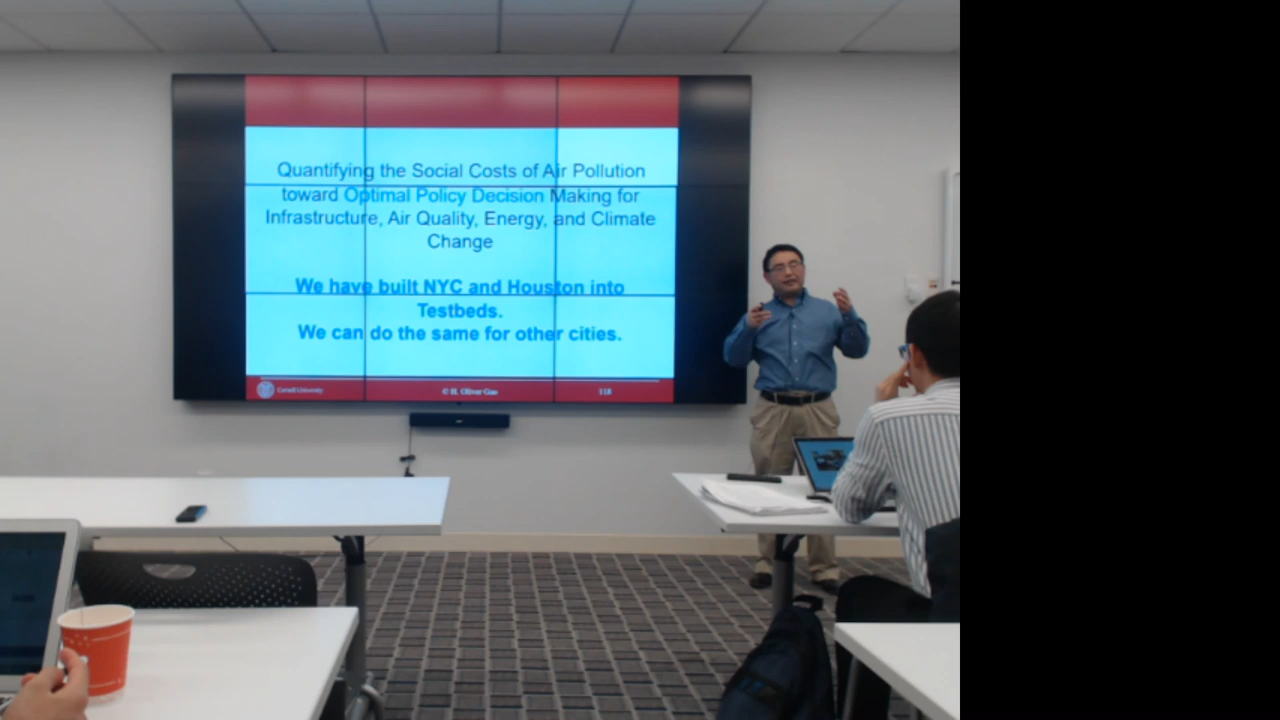 Quantifying the Social Costs of Air Pollution
toward Optimal Policy Decision Making for
Infrastructure, Air Quality, Energy, and Climate
Change
We have built NYC and Houston into
Testbeds.
We can do the same for other cities.
Cornell University © H. Oliver Gao 118